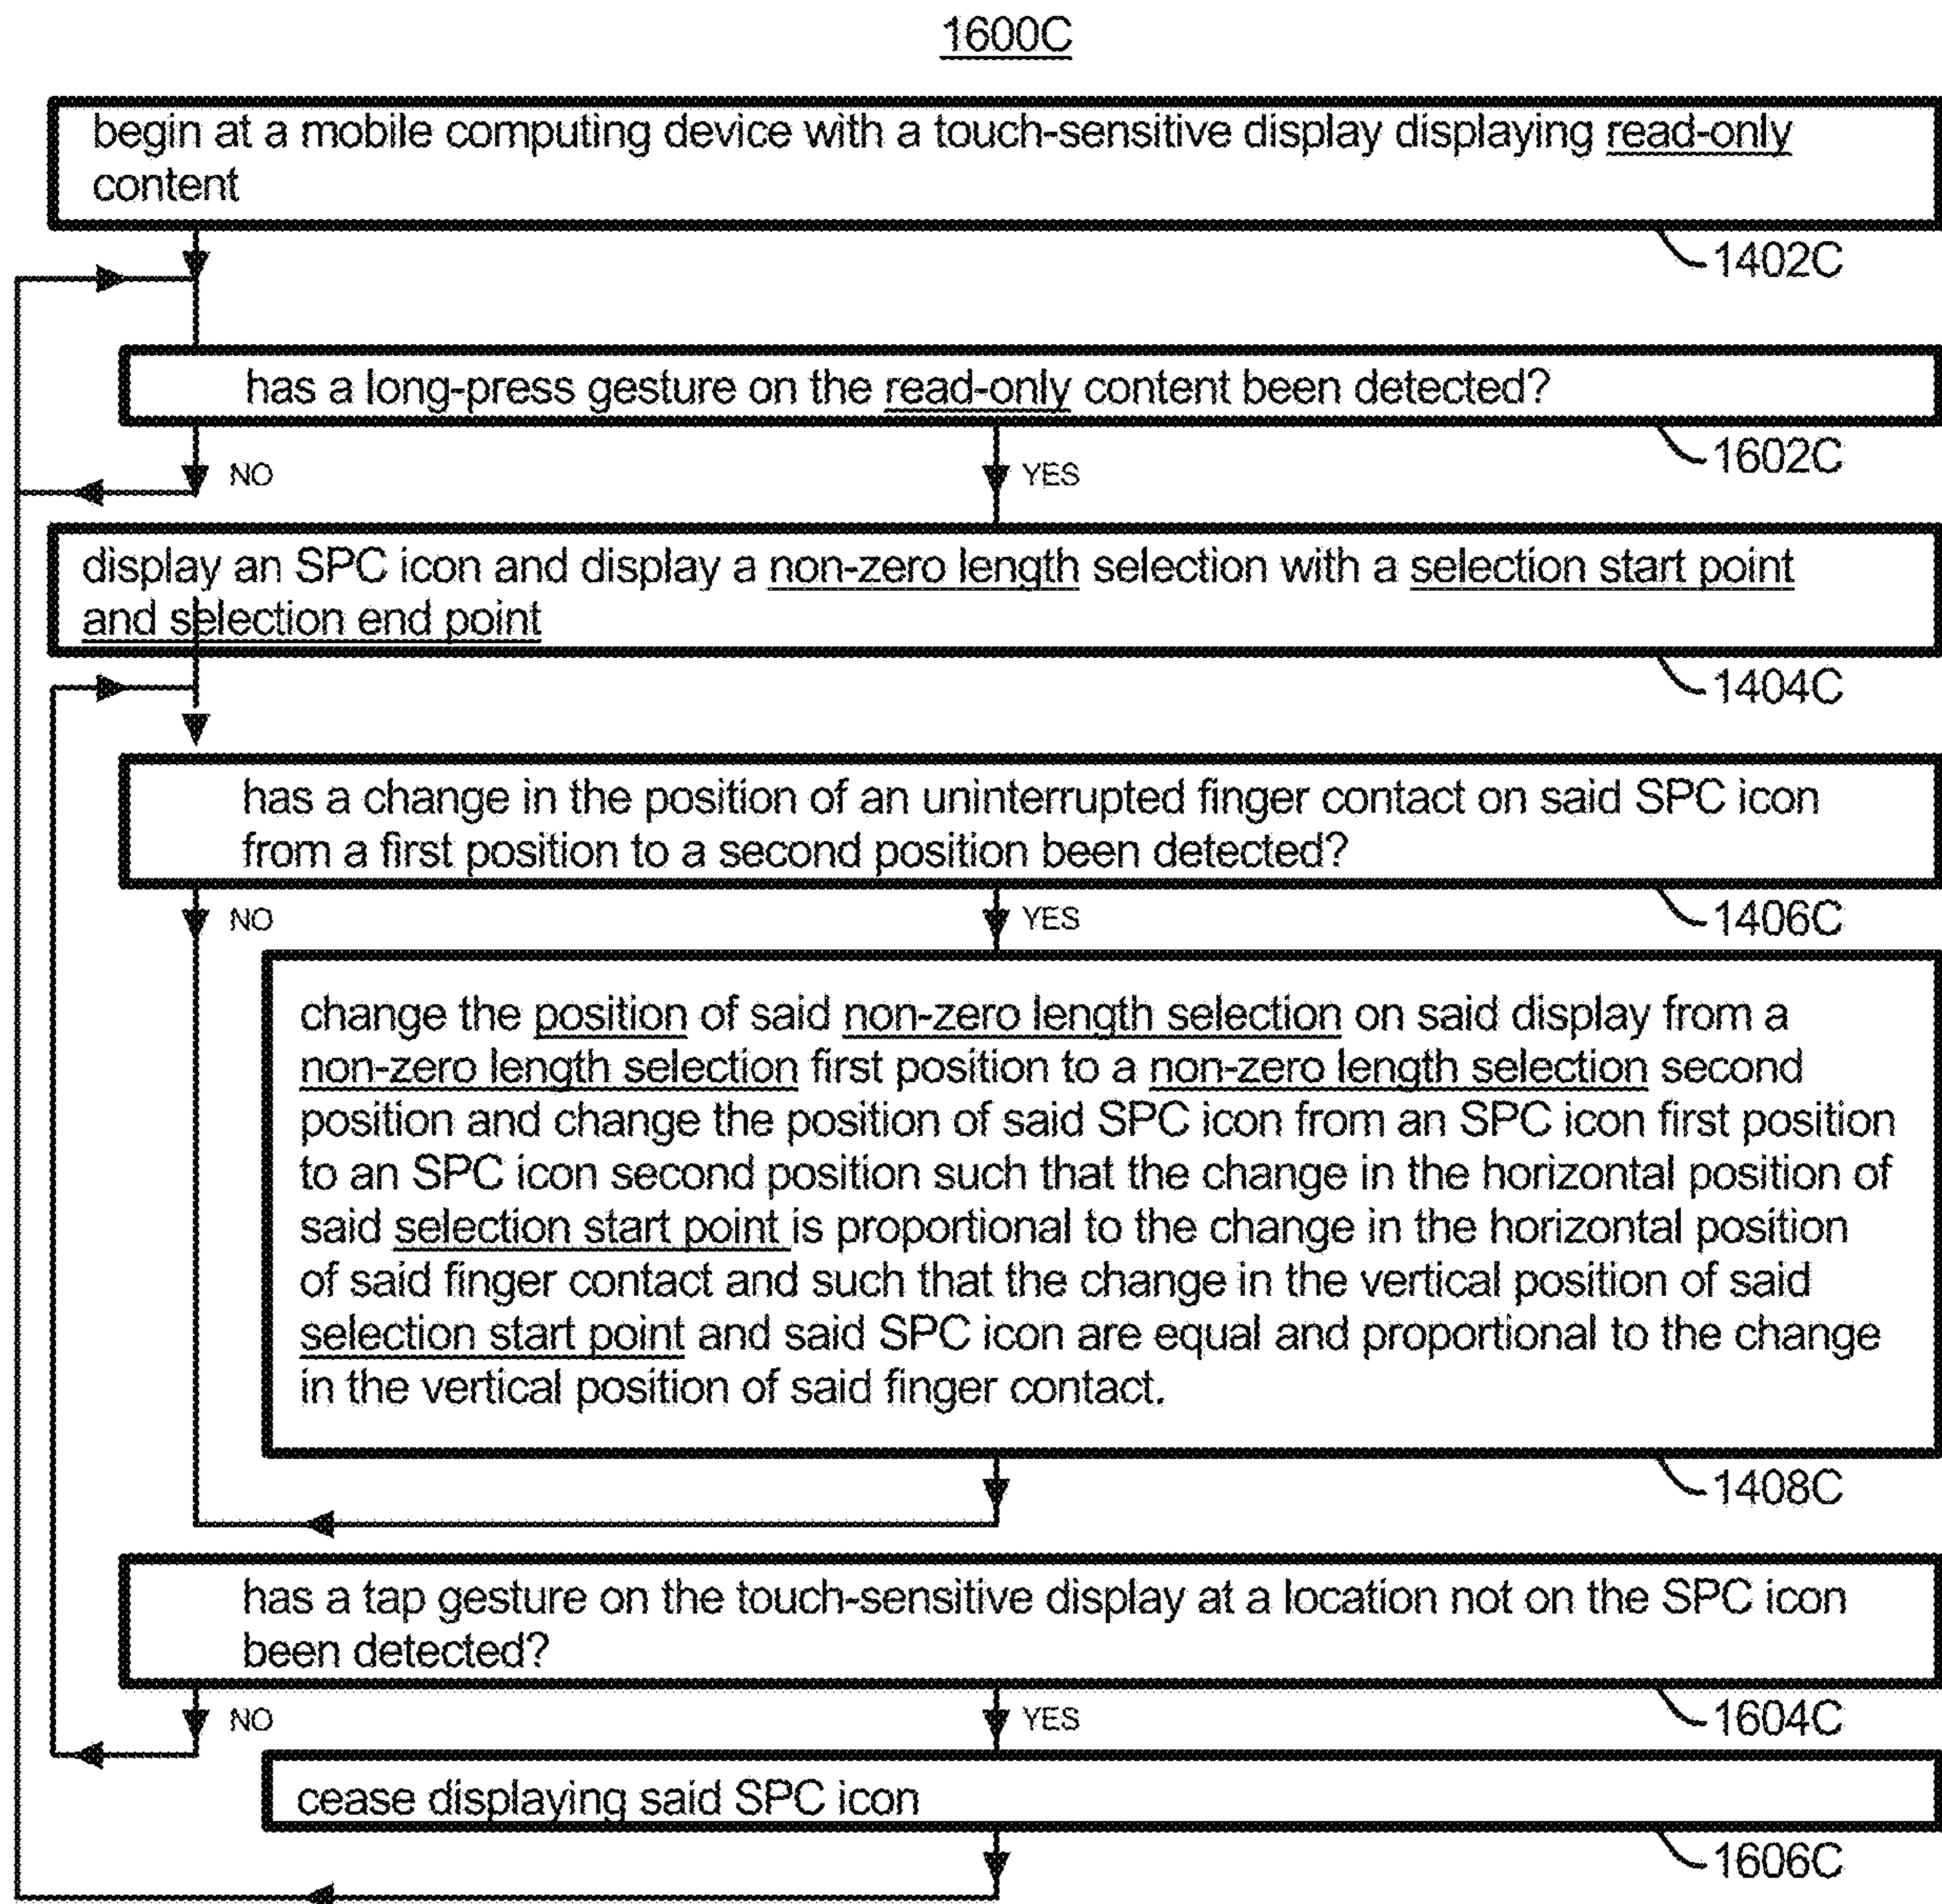 1600C
begin at a mobile computing device with a touch-sensitive display displaying read-only
content
1402C
has a long-press gesture on the read-only content been detected?
1602C
NO
YES
display an SPC icon and display a non-zero length selection with a selection start point
and selection end point
1404C
has a change in the position of an uninterrupted finger contact on said SPC icon
from a first position to a second position been detected?
1406C
NO
YES
change the position of said non-zero length selection on said display from a
non-zero length selection first position to a non-zero length selection second
position and change the position of said SPC icon from an SPC icon first position
to an SPC icon second position such that the change in the horizontal position of
said selection start point is proportional to the change in the horizontal position
of said finger contact and such that the change in the vertical position of said
selection start point and said SPC icon are equal and proportional to the change
in the vertical position of said finger contact.
1408C
has a tap gesture on the touch-sensitive display at a location not on the SPC icon
been detected?
1604C
NO
YES
cease displaying said SPC icon
1606C